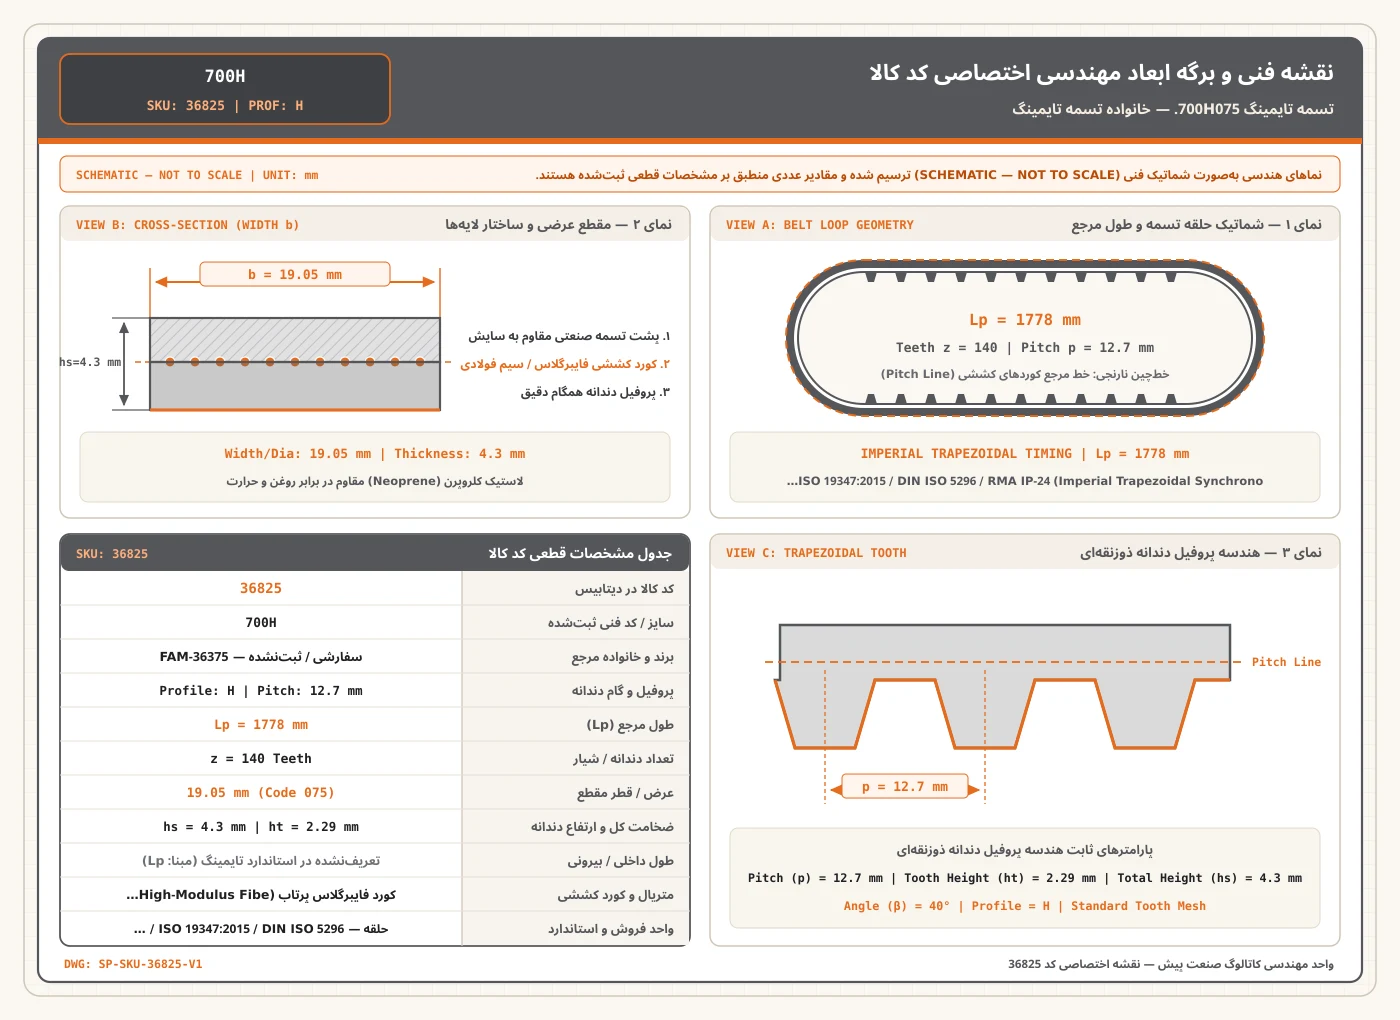 نقشه فنی و برگه ابعاد مهندسی اختصاصی کد کالا
تسمه تایمینگ 700H075. — خانواده تسمه تایمینگ
700H
SKU: 36825 | PROF: H
نماهای هندسی به‌صورت شماتیک فنی (SCHEMATIC — NOT TO SCALE) ترسیم شده و مقادیر عددی منطبق بر مشخصات قطعی ثبت‌شده هستند.
SCHEMATIC — NOT TO SCALE | UNIT: mm
نمای ۱ — شماتیک حلقه تسمه و طول مرجع
VIEW A: BELT LOOP GEOMETRY
Lp = 1778 mm
Teeth z = 140 | Pitch p = 12.7 mm
خط‌چین نارنجی: خط مرجع کوردهای کششی (Pitch Line)
IMPERIAL TRAPEZOIDAL TIMING | Lp = 1778 mm
ISO 19347:2015 / DIN ISO 5296 / RMA IP-24 (Imperial Trapezoidal Synchrono...
نمای ۲ — مقطع عرضی و ساختار لایه‌ها
VIEW B: CROSS-SECTION (WIDTH b)
b = 19.05 mm
hs=4.3 mm
۱. پشت تسمه صنعتی مقاوم به سایش
۲. کورد کششی فایبرگلاس / سیم فولادی
۳. پروفیل دندانه همگام دقیق
Width/Dia: 19.05 mm | Thickness: 4.3 mm
لاستیک کلروپرن (Neoprene) مقاوم در برابر روغن و حرارت
نمای ۳ — هندسه پروفیل دندانه ذوزنقه‌ای
VIEW C: TRAPEZOIDAL TOOTH
Pitch Line
p = 12.7 mm
پارامترهای ثابت هندسه پروفیل دندانه ذوزنقه‌ای
Pitch (p) = 12.7 mm | Tooth Height (ht) = 2.29 mm | Total Height (hs) = 4.3 mm
Angle (β) = 40° | Profile = H | Standard Tooth Mesh
جدول مشخصات قطعی کد کالا
SKU: 36825
کد کالا در دیتابیس
36825
سایز / کد فنی ثبت‌شده
700H
برند و خانواده مرجع
سفارشی / ثبت‌نشده — FAM-36375
پروفیل و گام دندانه
Profile: H | Pitch: 12.7 mm
طول مرجع (Lp)
Lp = 1778 mm
تعداد دندانه / شیار
z = 140 Teeth
عرض / قطر مقطع
19.05 mm (Code 075)
ضخامت کل و ارتفاع دندانه
hs = 4.3 mm | ht = 2.29 mm
طول داخلی / بیرونی
تعریف‌نشده در استاندارد تایمینگ (مبنا: Lp)
متریال و کورد کششی
کورد فایبرگلاس پرتاب (High-Modulus Fibe...
واحد فروش و استاندارد
حلقه — ISO 19347:2015 / DIN ISO 5296 / ...
واحد مهندسی کاتالوگ صنعت پیش — نقشه اختصاصی کد 36825
DWG: SP-SKU-36825-V1